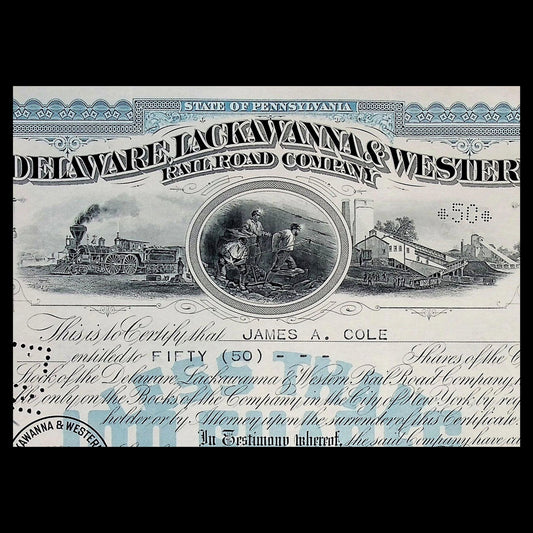 STATE OF PENNSYLVANIA
DELAWARE, LACKAWANNA & WESTERN
RAIL ROAD COMPANY
*50*
This is to Certify, that JAMES A. COLE
entitled to FIFTY (50) - - - Shares of the C
Stock of the Delaware, Lackawanna & Western Rail Road Company,
only on the Books of the Company in the City of New York by
holder or by Attorney upon the surrender of this Certificate.
AWANNA & WESTERN
In Testimony whereof, the said Company have